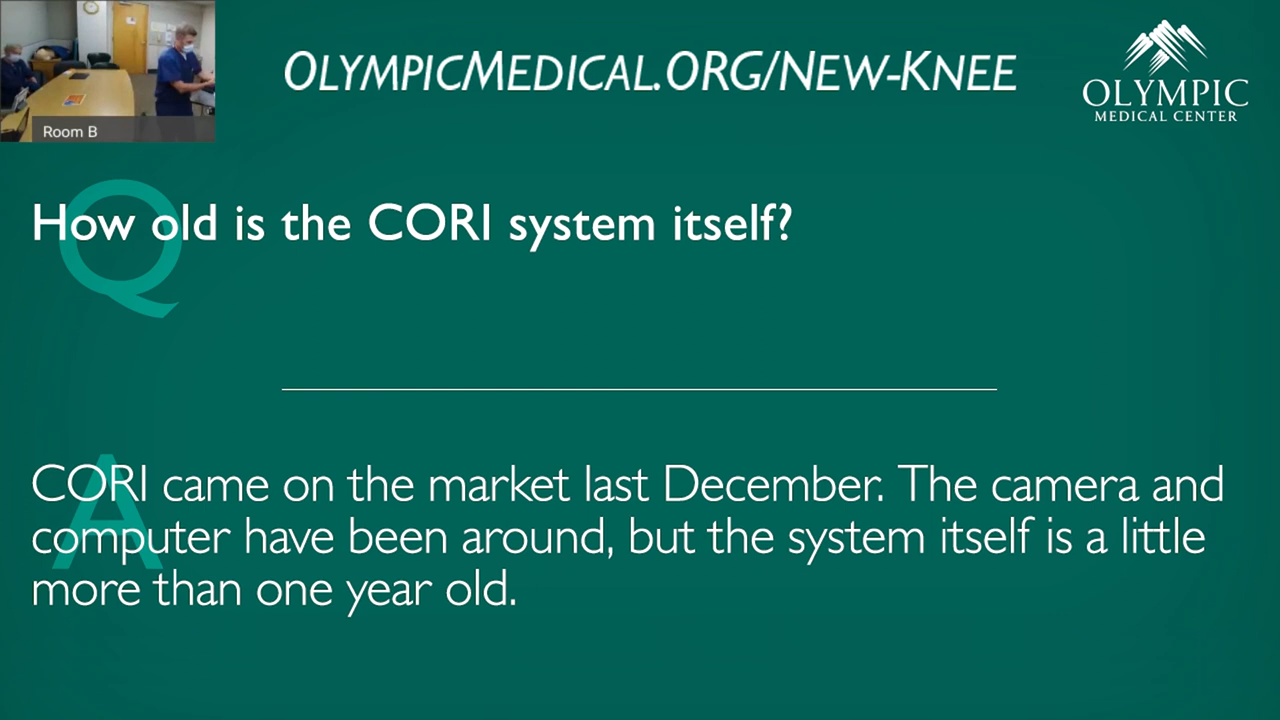 OLYMPICMEDICAL.ORG/NEW-KNEE
OLYMPIC
MEDICAL CENTER
Room B
Q
How old is the CORI system itself?
A
CORI came on the market last December. The camera and
computer have been around, but the system itself is a little
more than one year old.